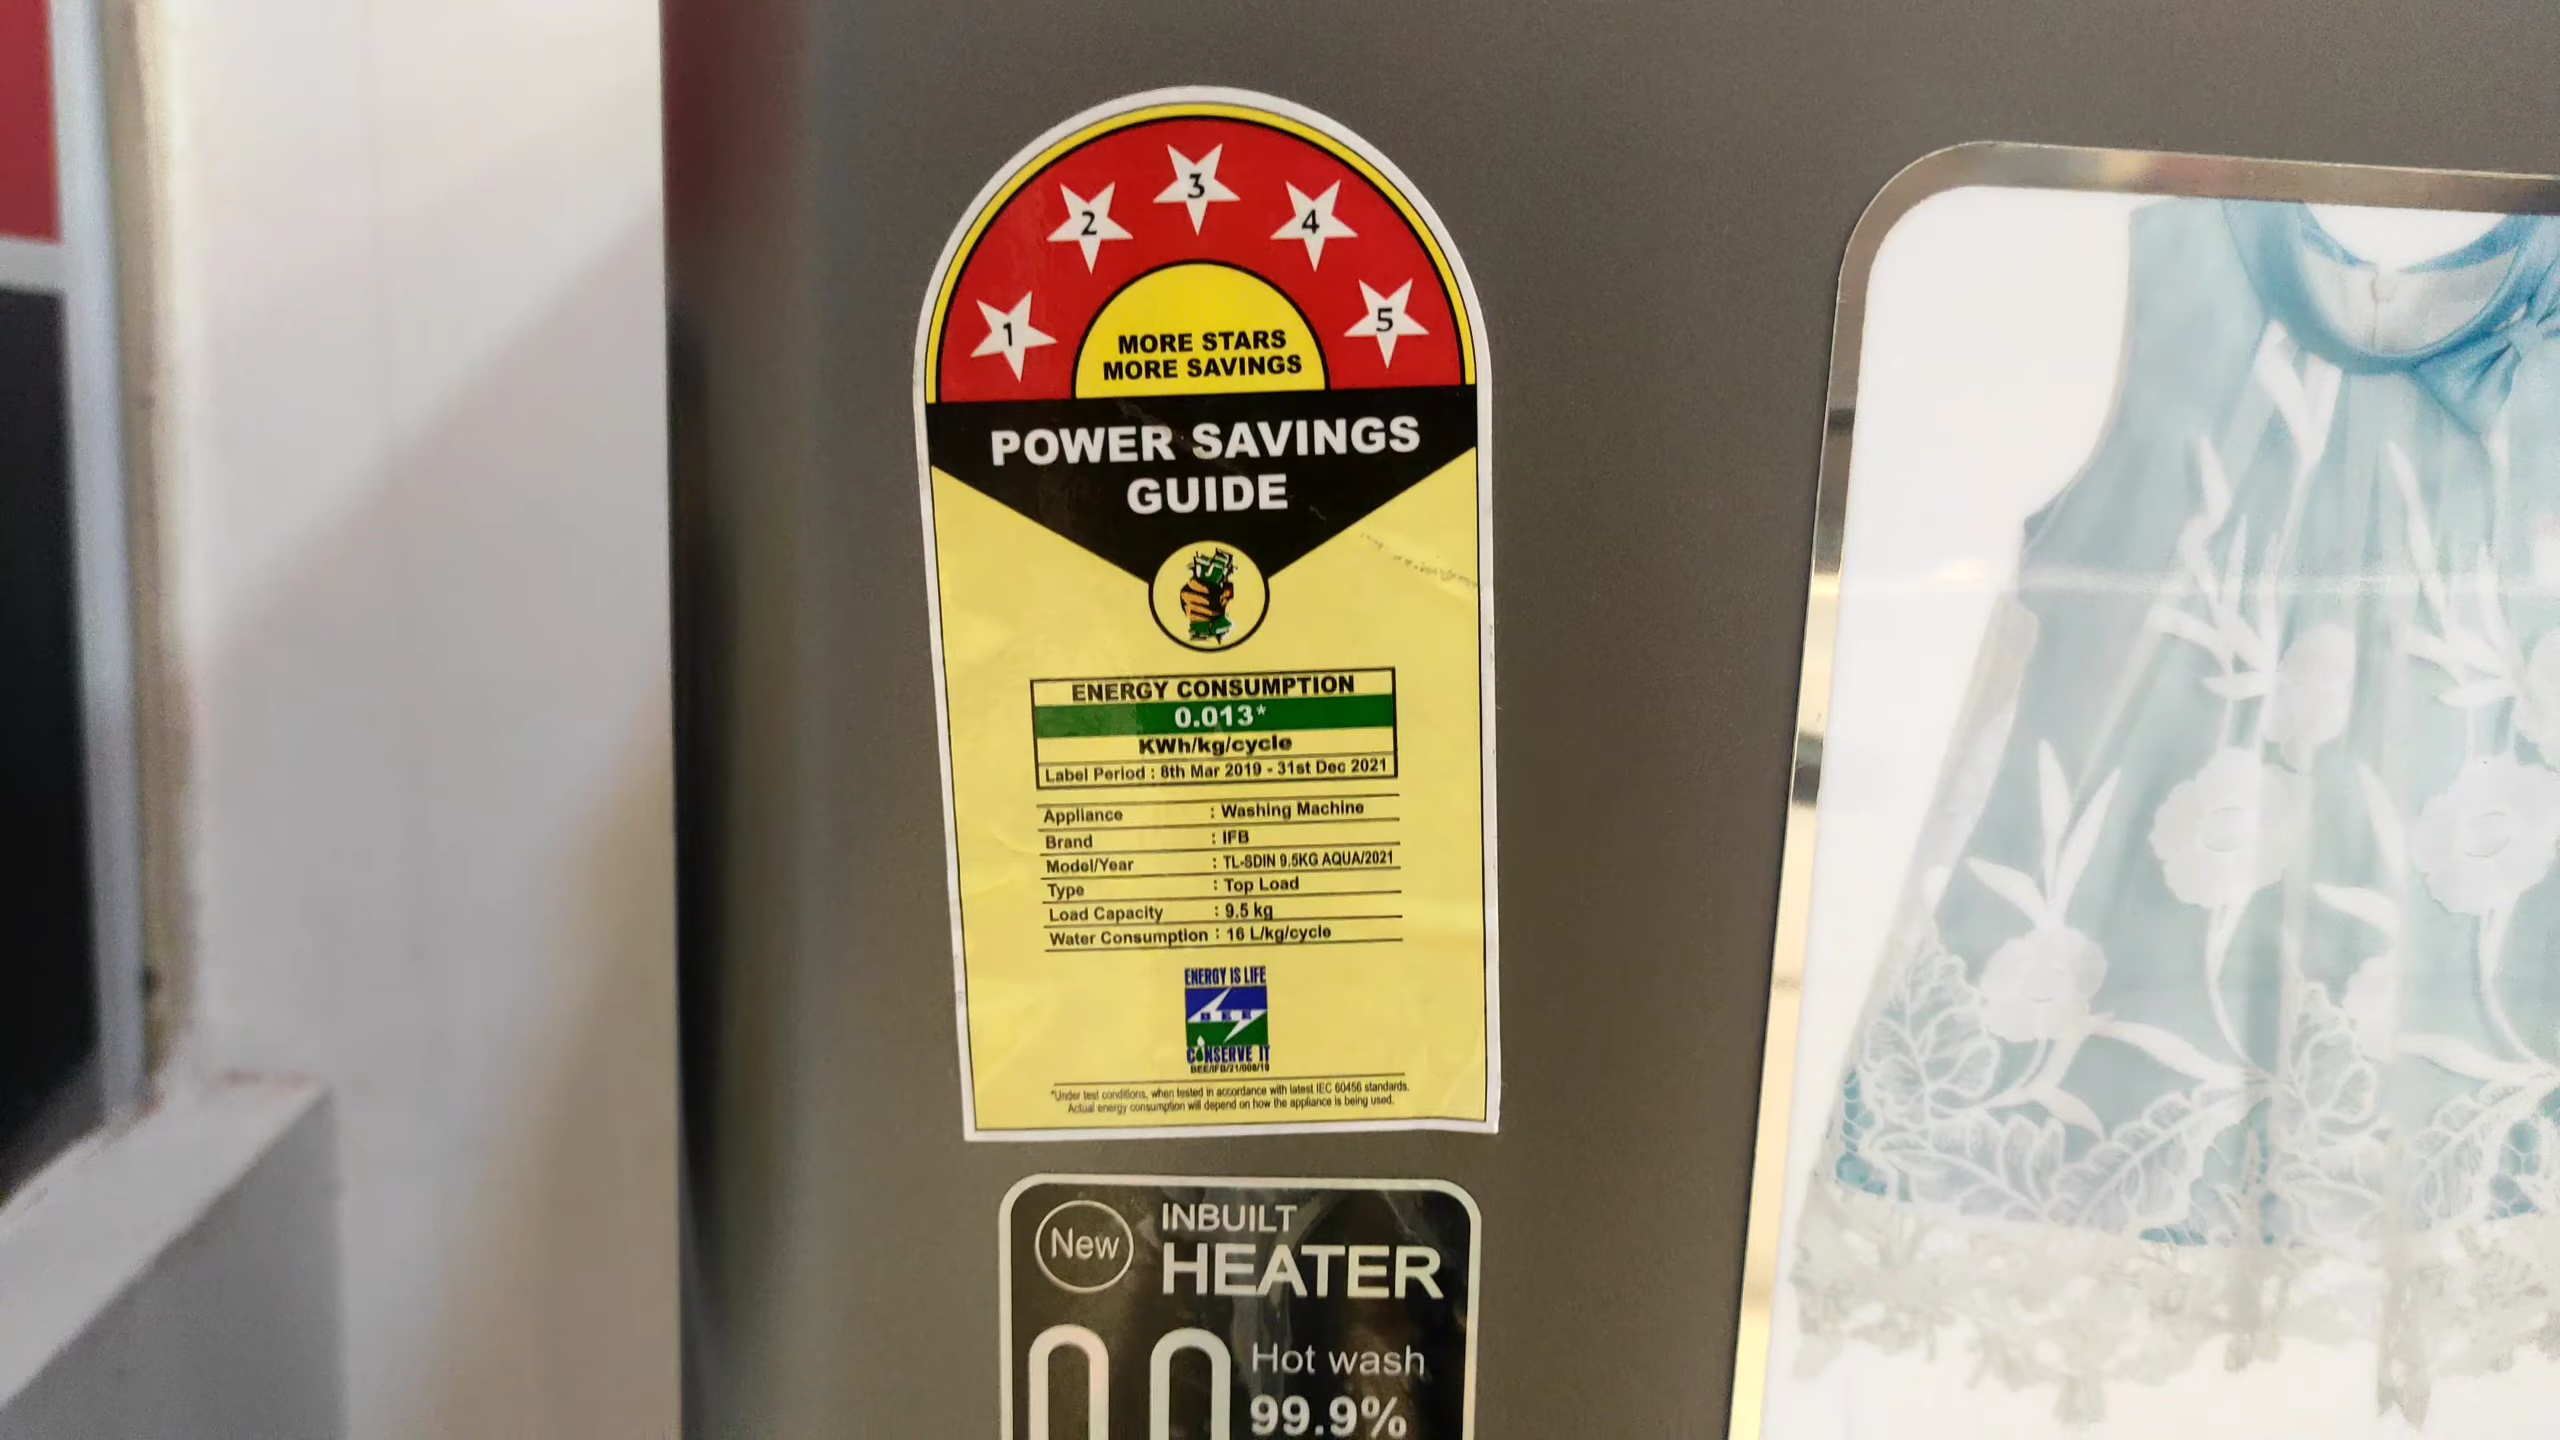 1 2 3 4 5
MORE STARS
MORE SAVINGS
POWER SAVINGS
GUIDE
ENERGY CONSUMPTION
0.013*
KWh/kg/cycle
Label Period : 8th Mar 2019 - 31st Dec 2021
Appliance : Washing Machine
Brand : IFB
Model/Year : TL-SDIN 9.5KG AQUA/2021
Type : Top Load
Load Capacity : 9.5 kg
Water Consumption : 16 L/kg/cycle
ENERGY IS LIFE
BEE
CONSERVE IT
*Under test conditions, when tested in accordance with latest IEC 60456 standards.
Actual energy consumption will depend on how the appliance is being used.
New
INBUILT
HEATER
Hot wash
99.9%